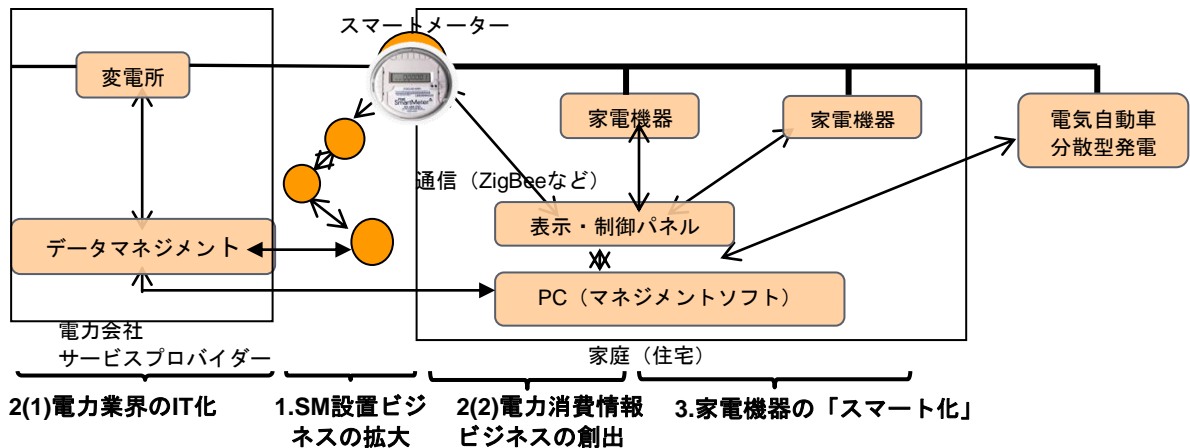 スマートメーター
変電所
SmartMeter
家電機器
家電機器
電気自動車
分散型発電
通信（ZigBeeなど）
表示・制御パネル
データマネジメント
PC（マネジメントソフト）
電力会社
サービスプロバイダー
家庭（住宅）
2(1)電力業界のIT化
1.SM設置ビジ
ネスの拡大
2(2)電力消費情報
ビジネスの創出
3.家電機器の「スマート化」